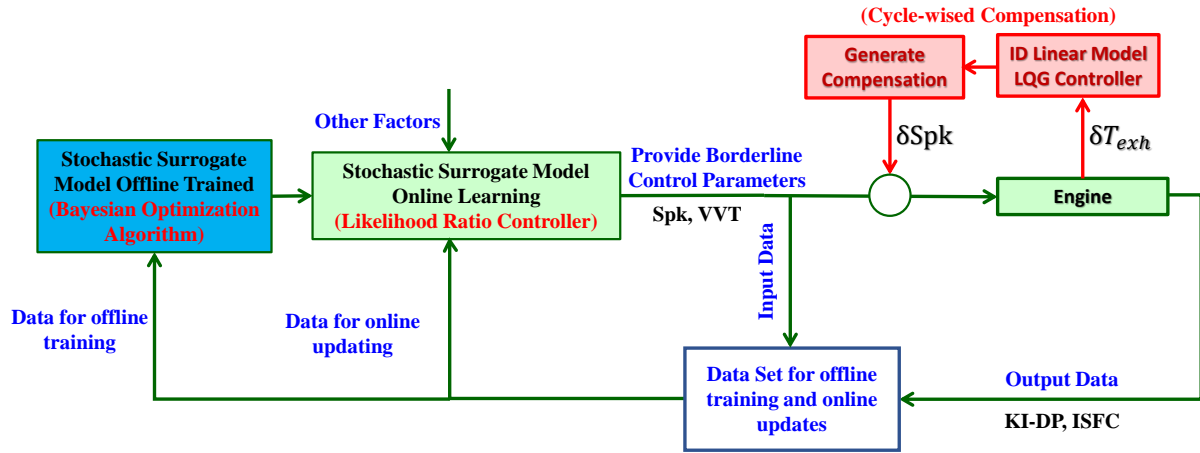 (Cycle-wised Compensation)
Generate
Compensation
ID Linear Model
LQG Controller
δSpk
δT_exh
Other Factors
Stochastic Surrogate
Model Offline Trained
(Bayesian Optimization
Algorithm)
Stochastic Surrogate Model
Online Learning
(Likelihood Ratio Controller)
Provide Borderline
Control Parameters
Spk, VVT
Engine
Input Data
Data for offline
training
Data for online
updating
Data Set for offline
training and online
updates
Output Data
KI-DP, ISFC